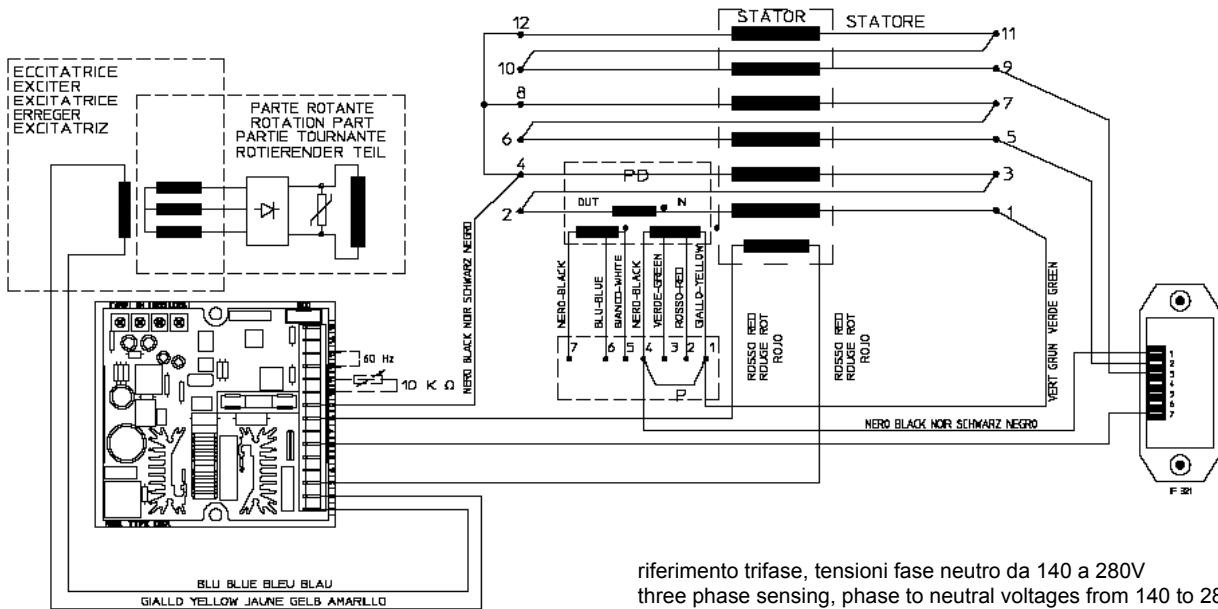 ECCITATRICE
EXCITER
EXCITATRICE
ERREGER
EXCITATRIZ
PARTE ROTANTE
ROTATION PART
PARTIE TOURNANTE
ROTIERENDER TEIL
STATOR
STATORE
12
11
10
9
8
7
6
5
4
3
2
1
PD
OUT
IN
NERO-BLACK
BLU-BLUE
BIANCO-WHITE
NERO-BLACK
VERDE-GREEN
ROSSO-RED
GIALLO-YELLOW
7
6
5
4
3
2
1
P
NERO BLACK NOIR SCHWARZ NEGRO
60 Hz
10 K Ω
ROSSO RED
ROUGE ROT
ROJO
ROSSO RED
ROUGE ROT
ROJO
VERT GRUN VERDE GREEN
NERO BLACK NOIR SCHWARZ NEGRO
1
2
3
4
5
6
7
BLU BLUE BLEU BLAU
GIALLO YELLOW JAUNE GELB AMARILLO
riferimento trifase, tensioni fase neutro da 140 a 280V
three phase sensing, phase to neutral voltages from 140 to 28